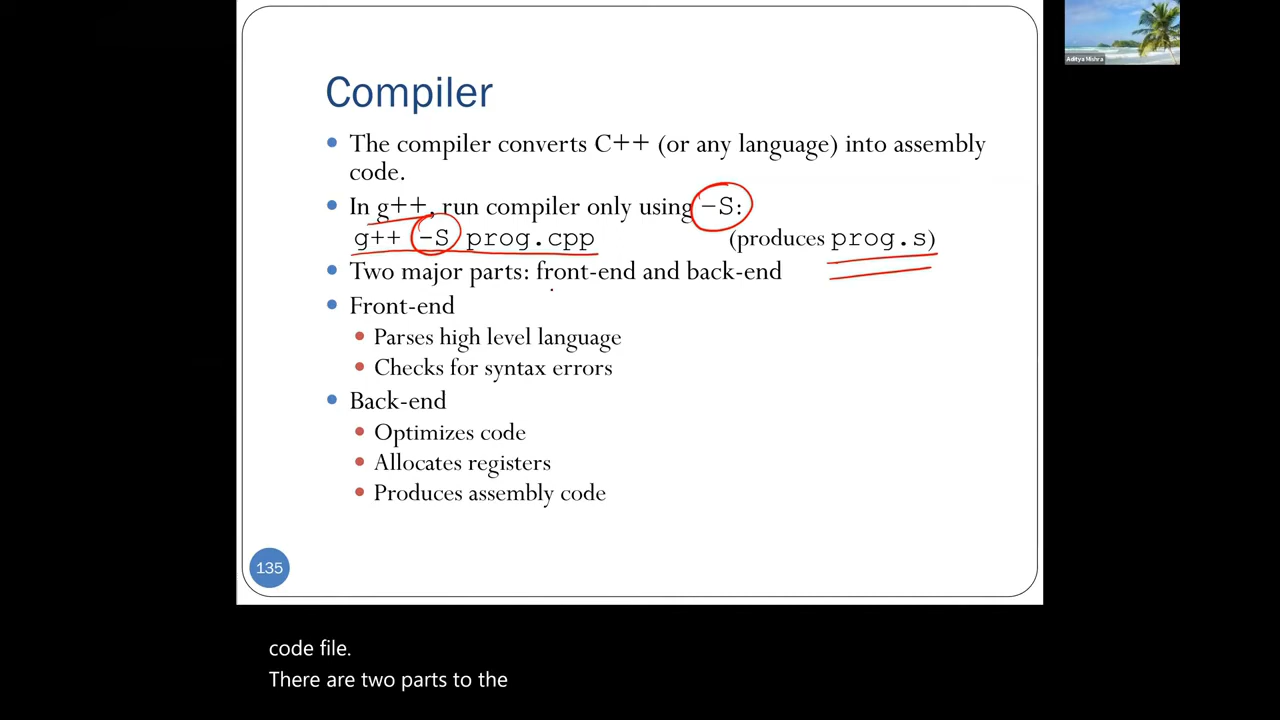 Aditya Mishra
Compiler
• The compiler converts C++ (or any language) into assembly
code.
• In g++, run compiler only using -S:
g++ -S prog.cpp (produces prog.s)
• Two major parts: front-end and back-end
• Front-end
• Parses high level language
• Checks for syntax errors
• Back-end
• Optimizes code
• Allocates registers
• Produces assembly code
135
code file.
There are two parts to the